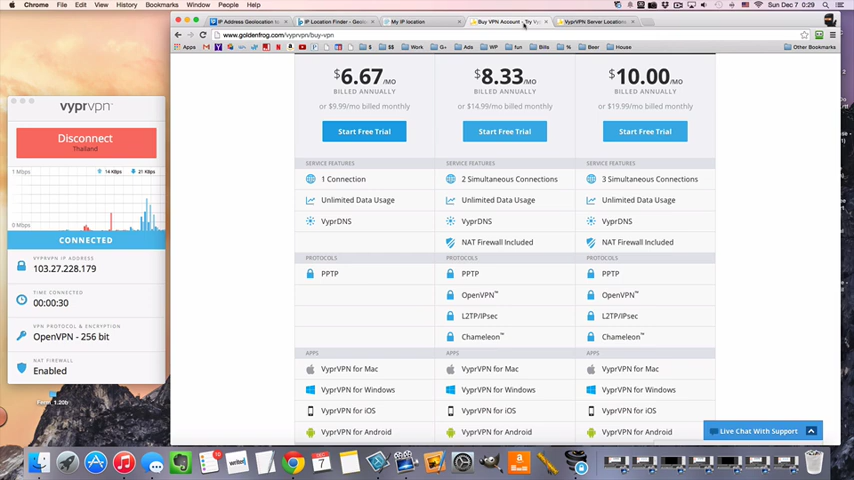 Chrome File Edit View History Bookmarks Window People Help
Sun Dec 7 0:29
IP Address Geolocation to
IP Location Finder - Geoloc
My IP location
Buy VPN Account - Try Vy
VyprVPN Server Locations
www.goldenfrog.com/vyprvpn/buy-vpn
Apps $ $$ Work G+ WP fun Bills % Beer House Other Bookmarks
vyprvpn
Disconnect
Thailand
1 Mbps 14 KBps 21 KBps
0 Mbps
CONNECTED
VYPRVPN IP ADDRESS
103.27.228.179
TIME CONNECTED
00:00:30
VPN PROTOCOL & ENCRYPTION
OpenVPN - 256 bit
NAT FIREWALL
Enabled
$6.67/MO $8.33/MO $10.00/MO
BILLED ANNUALLY BILLED ANNUALLY BILLED ANNUALLY
or $9.99/mo billed monthly or $14.99/mo billed monthly or $19.99/mo billed monthly
Start Free Trial Start Free Trial Start Free Trial
SERVICE FEATURES SERVICE FEATURES SERVICE FEATURES
1 Connection 2 Simultaneous Connections 3 Simultaneous Connections
Unlimited Data Usage Unlimited Data Usage Unlimited Data Usage
VyprDNS VyprDNS VyprDNS
NAT Firewall Included NAT Firewall Included
PROTOCOLS PROTOCOLS PROTOCOLS
PPTP PPTP PPTP
OpenVPN™ OpenVPN™
L2TP/IPsec L2TP/IPsec
Chameleon™ Chameleon™
APPS APPS APPS
VyprVPN for Mac VyprVPN for Mac VyprVPN for Mac
VyprVPN for Windows VyprVPN for Windows VyprVPN for Windows
VyprVPN for iOS VyprVPN for iOS VyprVPN for iOS
VyprVPN for Android VyprVPN for Android VyprVPN for Android
Live Chat With Support